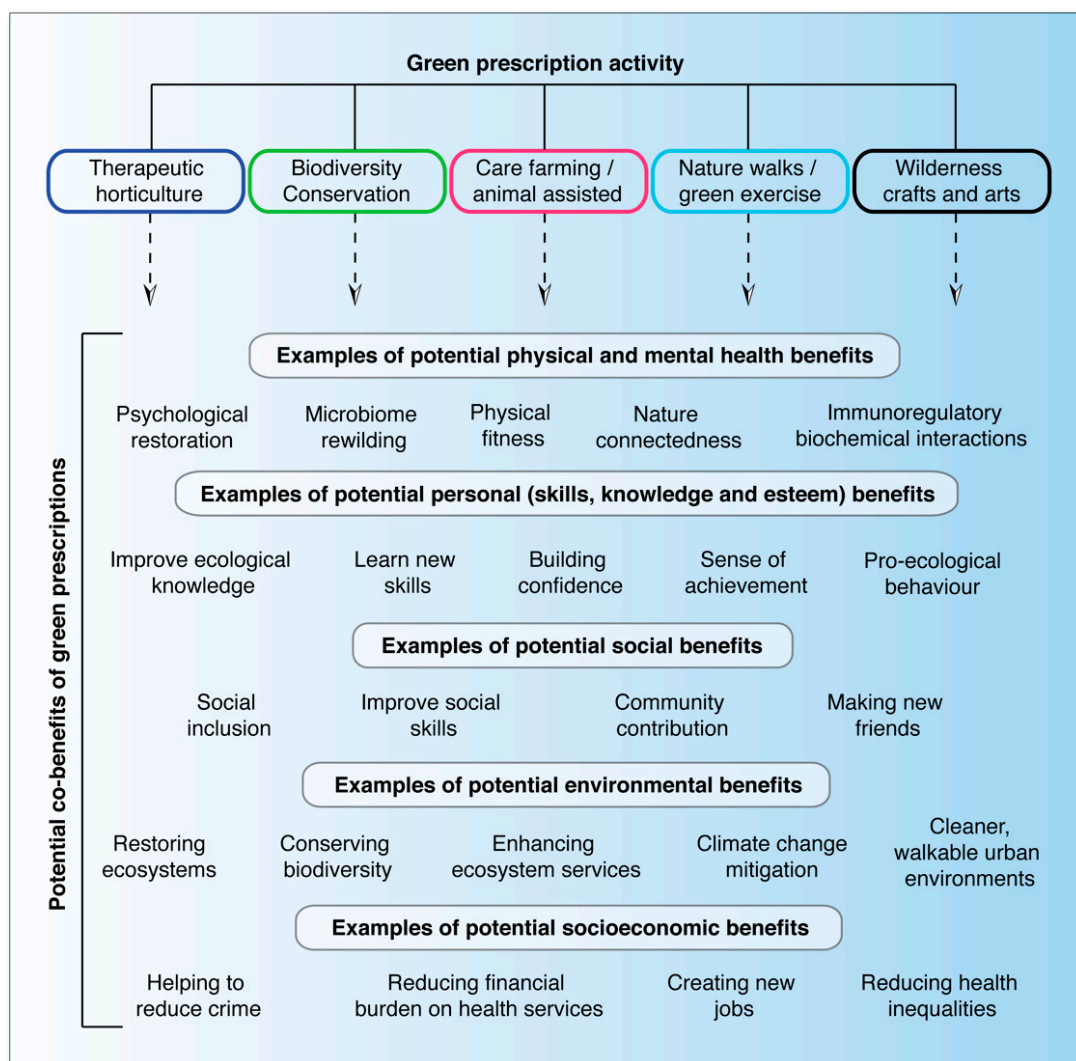 Green prescription activity
Therapeutic
horticulture
Biodiversity
Conservation
Care farming /
animal assisted
Nature walks /
green exercise
Wilderness
crafts and arts
Potential co-benefits of green prescriptions
Examples of potential physical and mental health benefits
Psychological
restoration
Microbiome
rewilding
Physical
fitness
Nature
connectedness
Immunoregulatory
biochemical interactions
Examples of potential personal (skills, knowledge and esteem) benefits
Improve ecological
knowledge
Learn new
skills
Building
confidence
Sense of
achievement
Pro-ecological
behaviour
Examples of potential social benefits
Social
inclusion
Improve social
skills
Community
contribution
Making new
friends
Examples of potential environmental benefits
Restoring
ecosystems
Conserving
biodiversity
Enhancing
ecosystem services
Climate change
mitigation
Cleaner,
walkable urban
environments
Examples of potential socioeconomic benefits
Helping to
reduce crime
Reducing financial
burden on health services
Creating new
jobs
Reducing health
inequalities